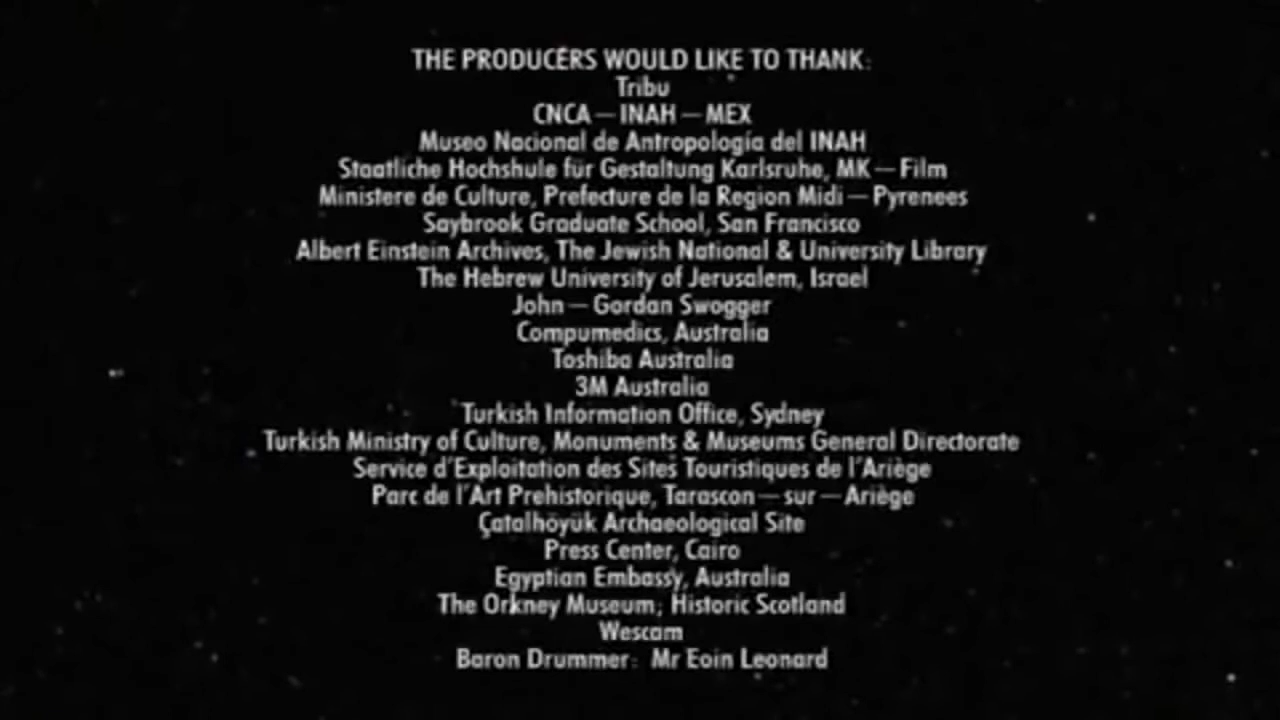 THE PRODUCERS WOULD LIKE TO THANK:
Tribu
CNCA — INAH — MEX
Museo Nacional de Antropología del INAH
Staatliche Hochshule für Gestaltung Karlsruhe, MK — Film
Ministere de Culture, Prefecture de la Region Midi — Pyrenees
Saybrook Graduate School, San Francisco
Albert Einstein Archives, The Jewish National & University Library
The Hebrew University of Jerusalem, Israel
John — Gordan Swogger
Compumedics, Australia
Toshiba Australia
3M Australia
Turkish Information Office, Sydney
Turkish Ministry of Culture, Monuments & Museums General Directorate
Service d'Exploitation des Sites Touristiques de l'Ariège
Parc de l'Art Prehistorique, Tarascon — sur — Ariège
Çatalhöyük Archaeological Site
Press Center, Cairo
Egyptian Embassy, Australia
The Orkney Museum; Historic Scotland
Wescam
Baron Drummer: Mr Eoin Leonard